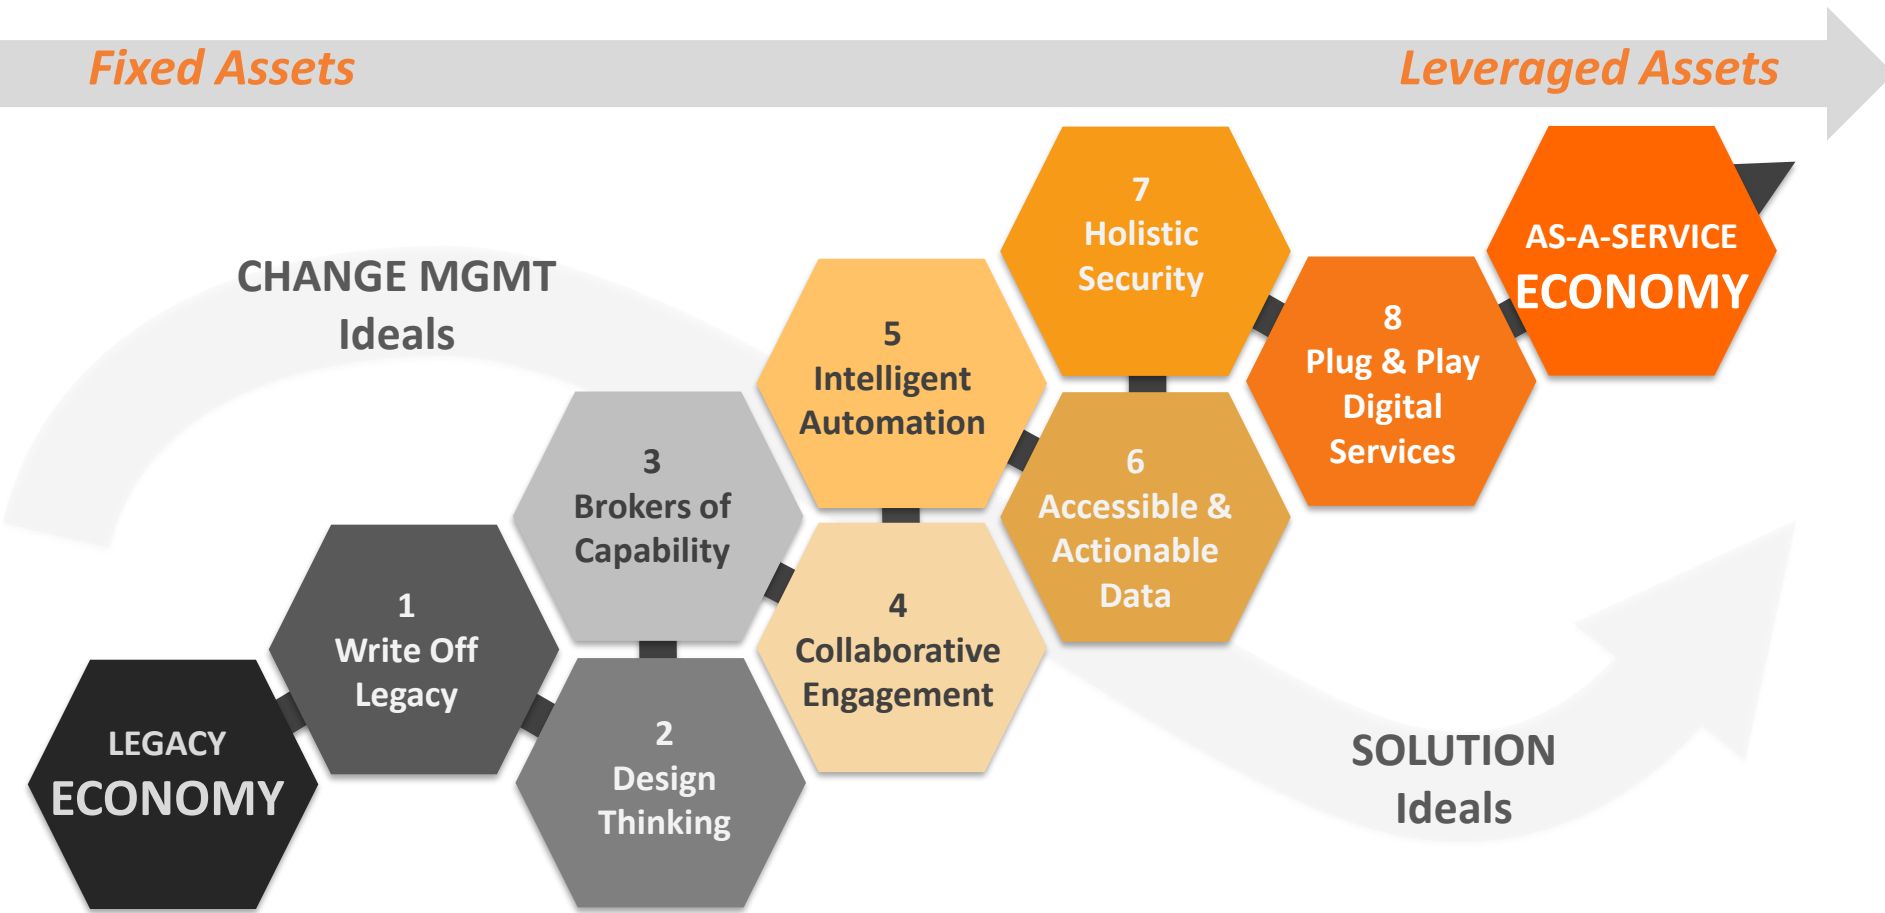 Fixed Assets
Leveraged Assets
CHANGE MGMT
Ideals
LEGACY
ECONOMY
1
Write Off
Legacy
2
Design
Thinking
3
Brokers of
Capability
4
Collaborative
Engagement
5
Intelligent
Automation
6
Accessible &
Actionable
Data
7
Holistic
Security
8
Plug & Play
Digital
Services
AS-A-SERVICE
ECONOMY
SOLUTION
Ideals